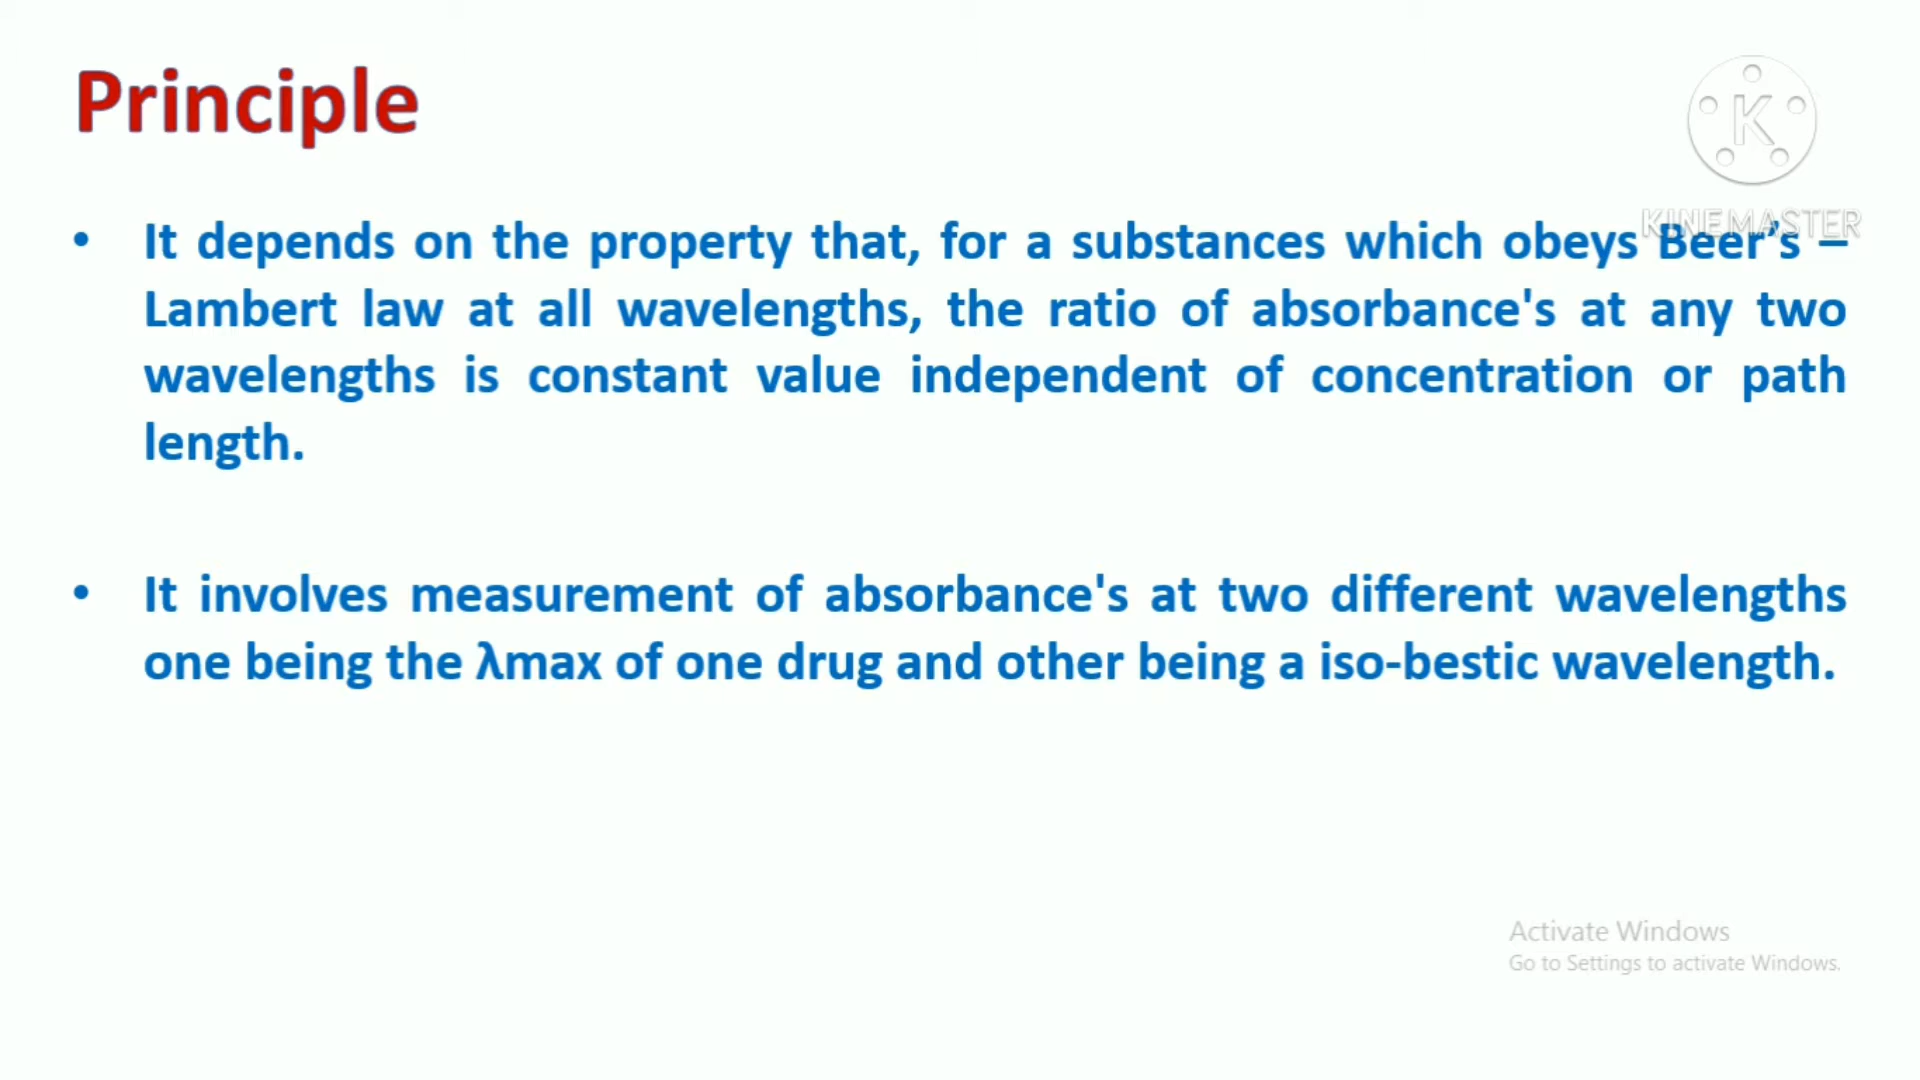 Principle
K
KINEMASTER
• It depends on the property that, for a substances which obeys Beer's –
Lambert law at all wavelengths, the ratio of absorbance's at any two
wavelengths is constant value independent of concentration or path
length.
• It involves measurement of absorbance's at two different wavelengths
one being the λmax of one drug and other being a iso-bestic wavelength.
Activate Windows
Go to Settings to activate Windows.